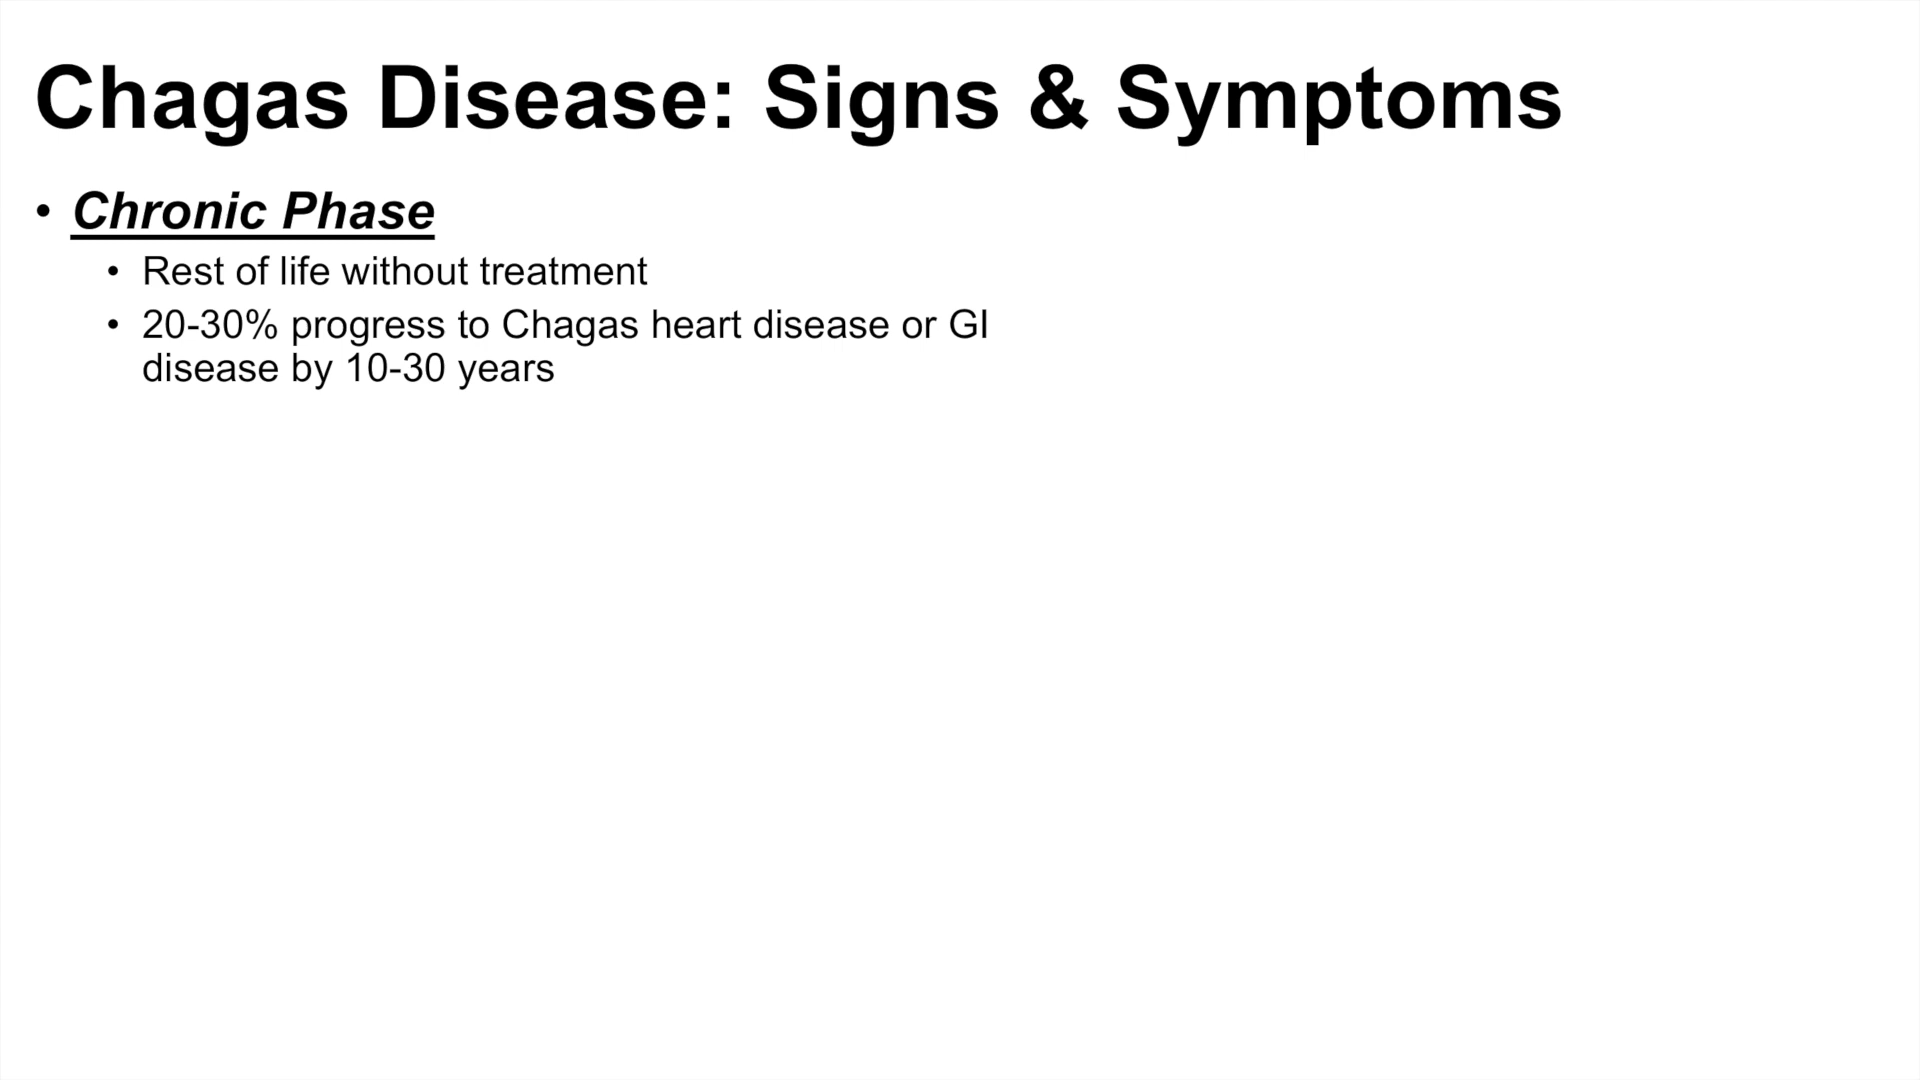 Chagas Disease: Signs & Symptoms
• Chronic Phase
• Rest of life without treatment
• 20-30% progress to Chagas heart disease or GI
disease by 10-30 years